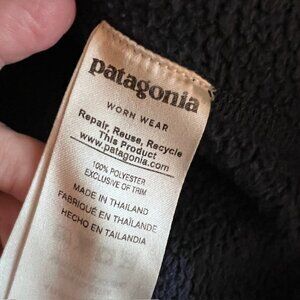 patagonia
WORN WEAR
Repair, Reuse, Recycle
This Product
www.patagonia.com
100% POLYESTER
EXCLUSIVE OF TRIM
MADE IN THAILAND
FABRIQUÉ EN THAÏLANDE
HECHO EN TAILANDIA